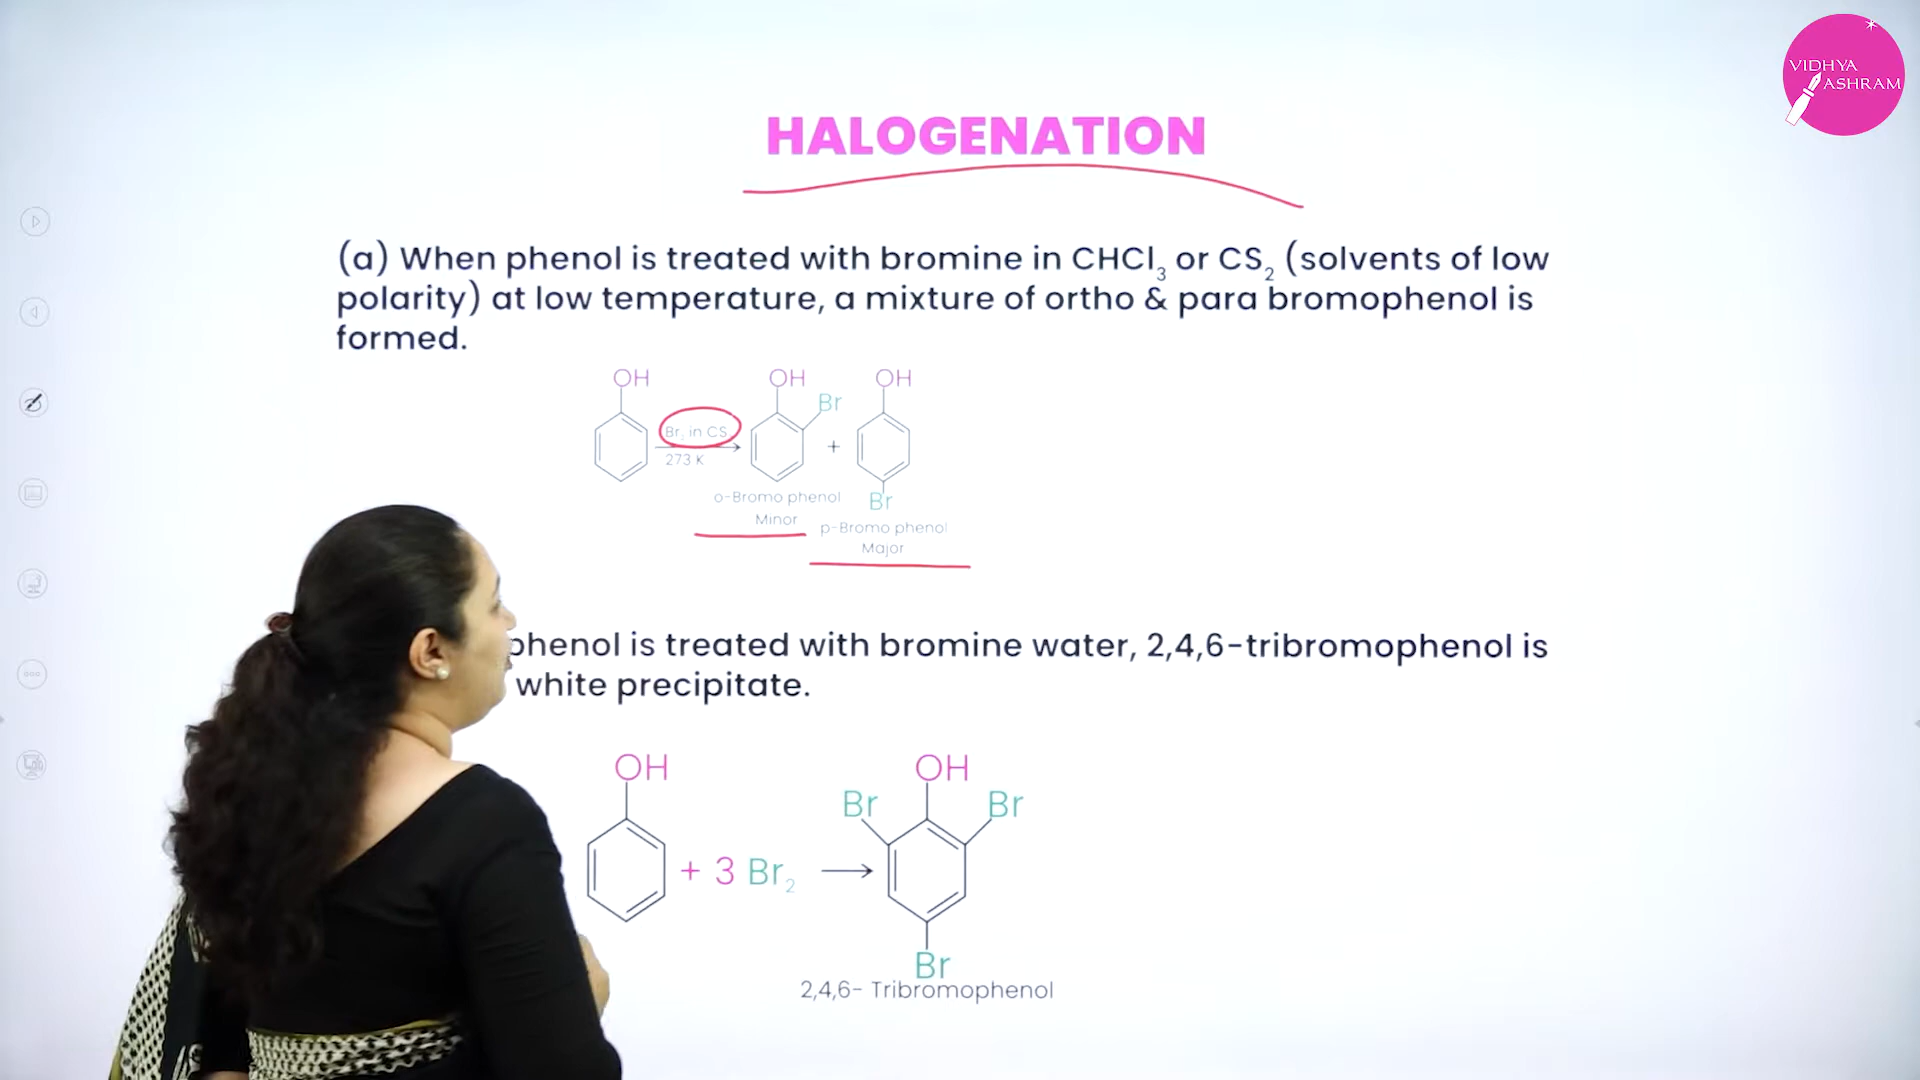 VIDHYA
ASHRAM
HALOGENATION
(a) When phenol is treated with bromine in CHCl₃ or CS₂ (solvents of low
polarity) at low temperature, a mixture of ortho & para bromophenol is
formed.
OH OH OH
Br
Br₂ in CS₂
+
273 K
o-Bromo phenol Br
Minor p-Bromo phenol
Major
phenol is treated with bromine water, 2,4,6-tribromophenol is
white precipitate.
OH OH
Br Br
+ 3 Br₂
Br
2,4,6- Tribromophenol